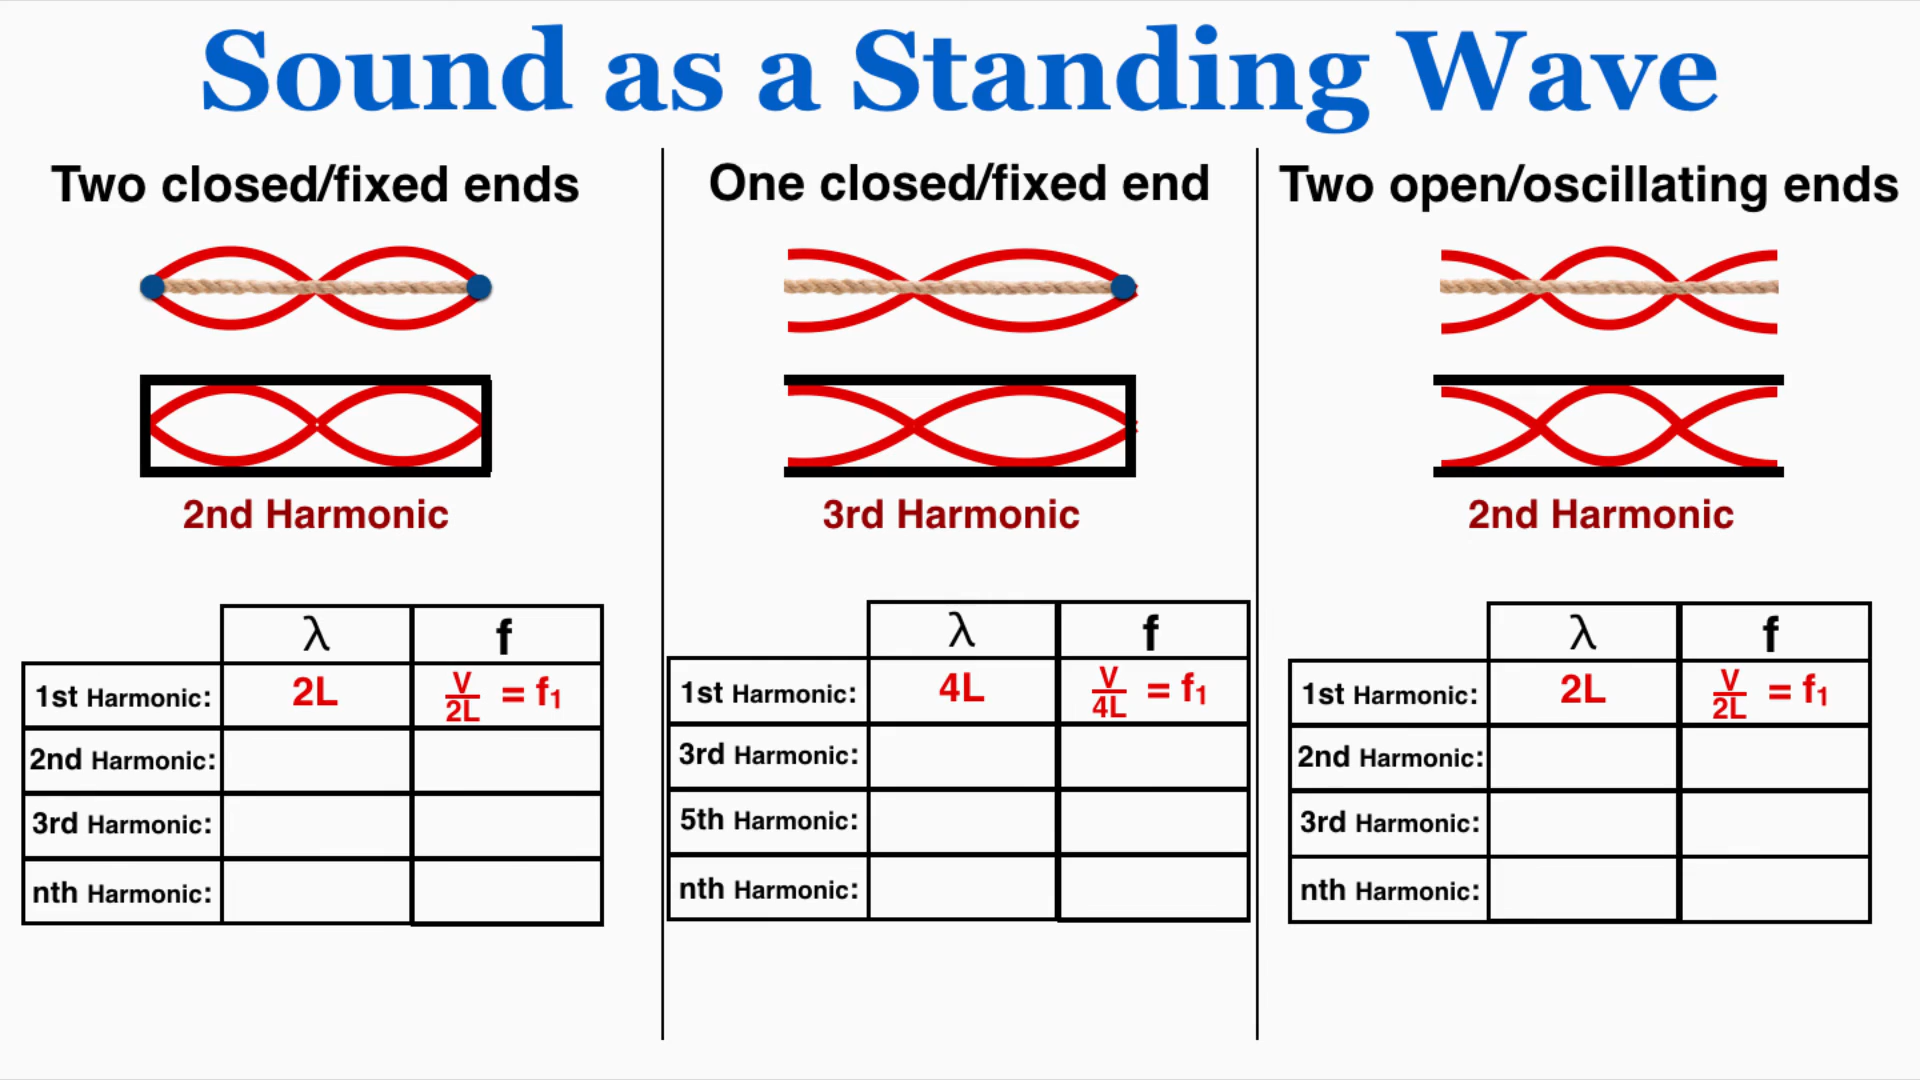 Sound as a Standing Wave
Two closed/fixed ends
2nd Harmonic
λ f
1st Harmonic: 2L V/2L = f₁
2nd Harmonic:
3rd Harmonic:
nth Harmonic:
One closed/fixed end
3rd Harmonic
λ f
1st Harmonic: 4L V/4L = f₁
3rd Harmonic:
5th Harmonic:
nth Harmonic:
Two open/oscillating ends
2nd Harmonic
λ f
1st Harmonic: 2L V/2L = f₁
2nd Harmonic:
3rd Harmonic:
nth Harmonic: